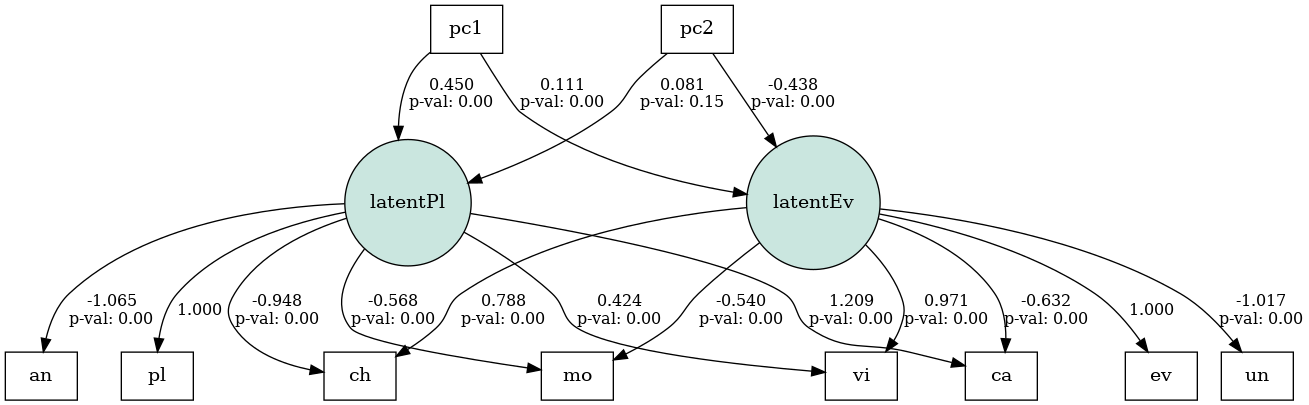 pc1
pc2
0.450
p-val: 0.00
0.111
p-val: 0.00
0.081
p-val: 0.15
-0.438
p-val: 0.00
latentPl
latentEv
-1.065
p-val: 0.00
1.000
-0.948
p-val: 0.00
-0.568
p-val: 0.00
0.788
p-val: 0.00
0.424
p-val: 0.00
-0.540
p-val: 0.00
1.209
p-val: 0.00
0.971
p-val: 0.00
-0.632
p-val: 0.00
1.000
-1.017
p-val: 0.00
an
pl
ch
mo
vi
ca
ev
un